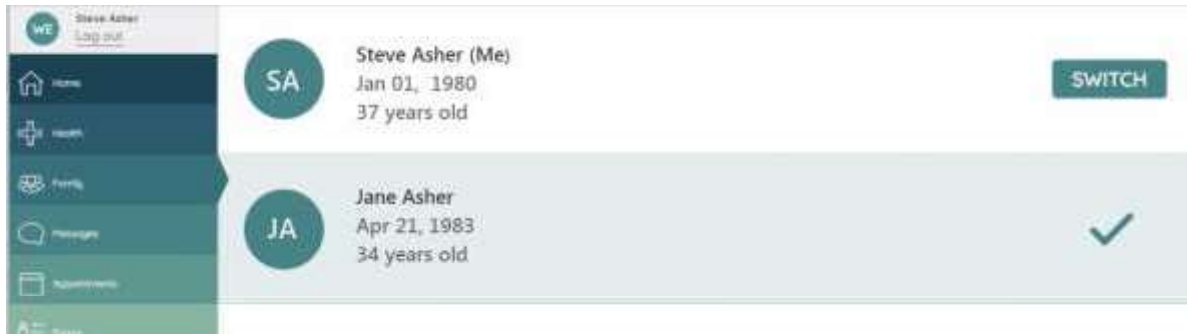 WE
Steve Asher
Log out
Home
Health
Family
Messages
Appointments
SA
Steve Asher (Me)
Jan 01, 1980
37 years old
SWITCH
JA
Jane Asher
Apr 21, 1983
34 years old